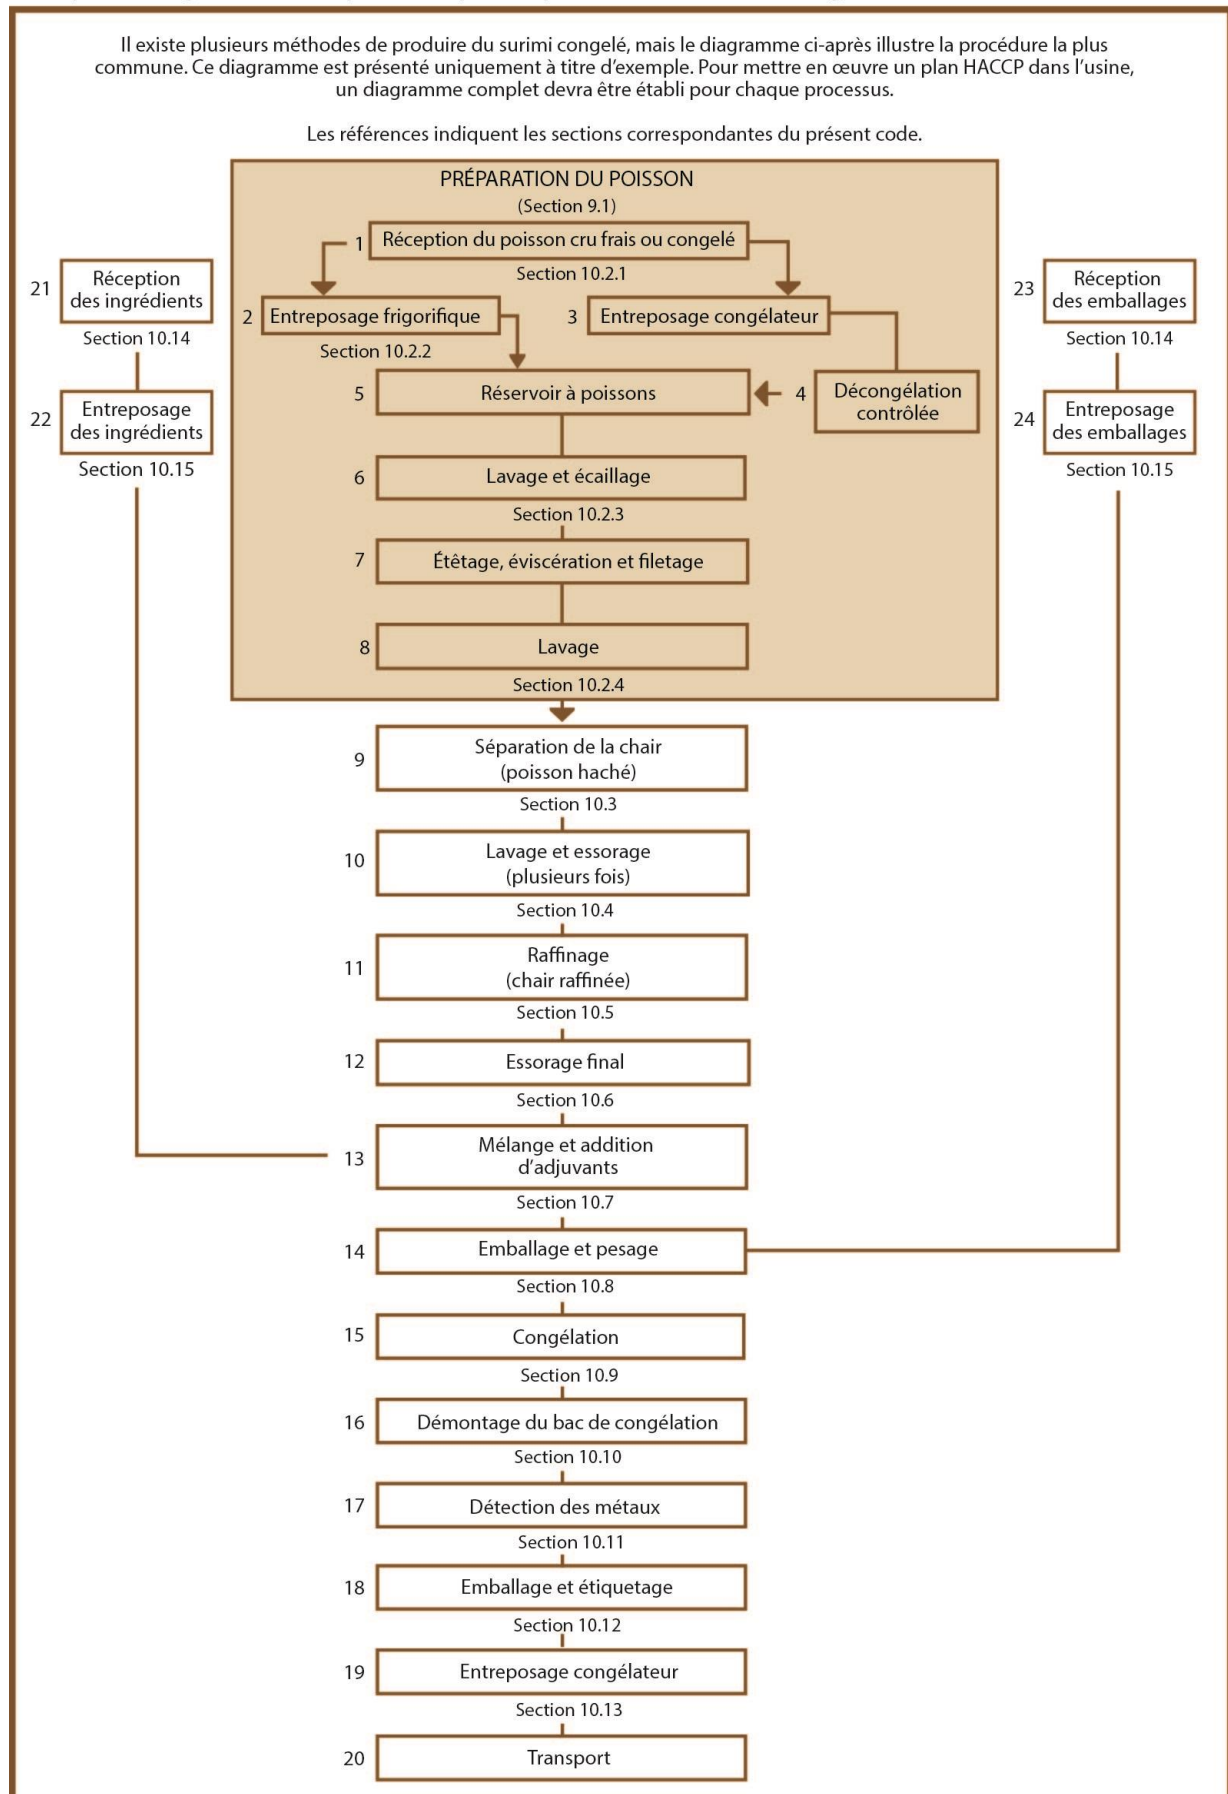 Il existe plusieurs méthodes de produire du surimi congelé, mais le diagramme ci-après illustre la procédure la plus
commune. Ce diagramme est présenté uniquement à titre d’exemple. Pour mettre en œuvre un plan HACCP dans l’usine,
un diagramme complet devra être établi pour chaque processus.
Les références indiquent les sections correspondantes du présent code.
PRÉPARATION DU POISSON
(Section 9.1)
1 Réception du poisson cru frais ou congelé
Section 10.2.1
2 Entreposage frigorifique
Section 10.2.2
3 Entreposage congélateur
4 Décongélation
contrôlée
5 Réservoir à poissons
6 Lavage et écaillage
Section 10.2.3
7 Étêtage, éviscération et filetage
8 Lavage
Section 10.2.4
9 Séparation de la chair
(poisson haché)
Section 10.3
10 Lavage et essorage
(plusieurs fois)
Section 10.4
11 Raffinage
(chair raffinée)
Section 10.5
12 Essorage final
Section 10.6
13 Mélange et addition
d’adjuvants
Section 10.7
14 Emballage et pesage
Section 10.8
15 Congélation
Section 10.9
16 Démontage du bac de congélation
Section 10.10
17 Détection des métaux
Section 10.11
18 Emballage et étiquetage
Section 10.12
19 Entreposage congélateur
Section 10.13
20 Transport
21 Réception
des ingrédients
Section 10.14
22 Entreposage
des ingrédients
Section 10.15
23 Réception
des emballages
Section 10.14
24 Entreposage
des emballages
Section 10.15